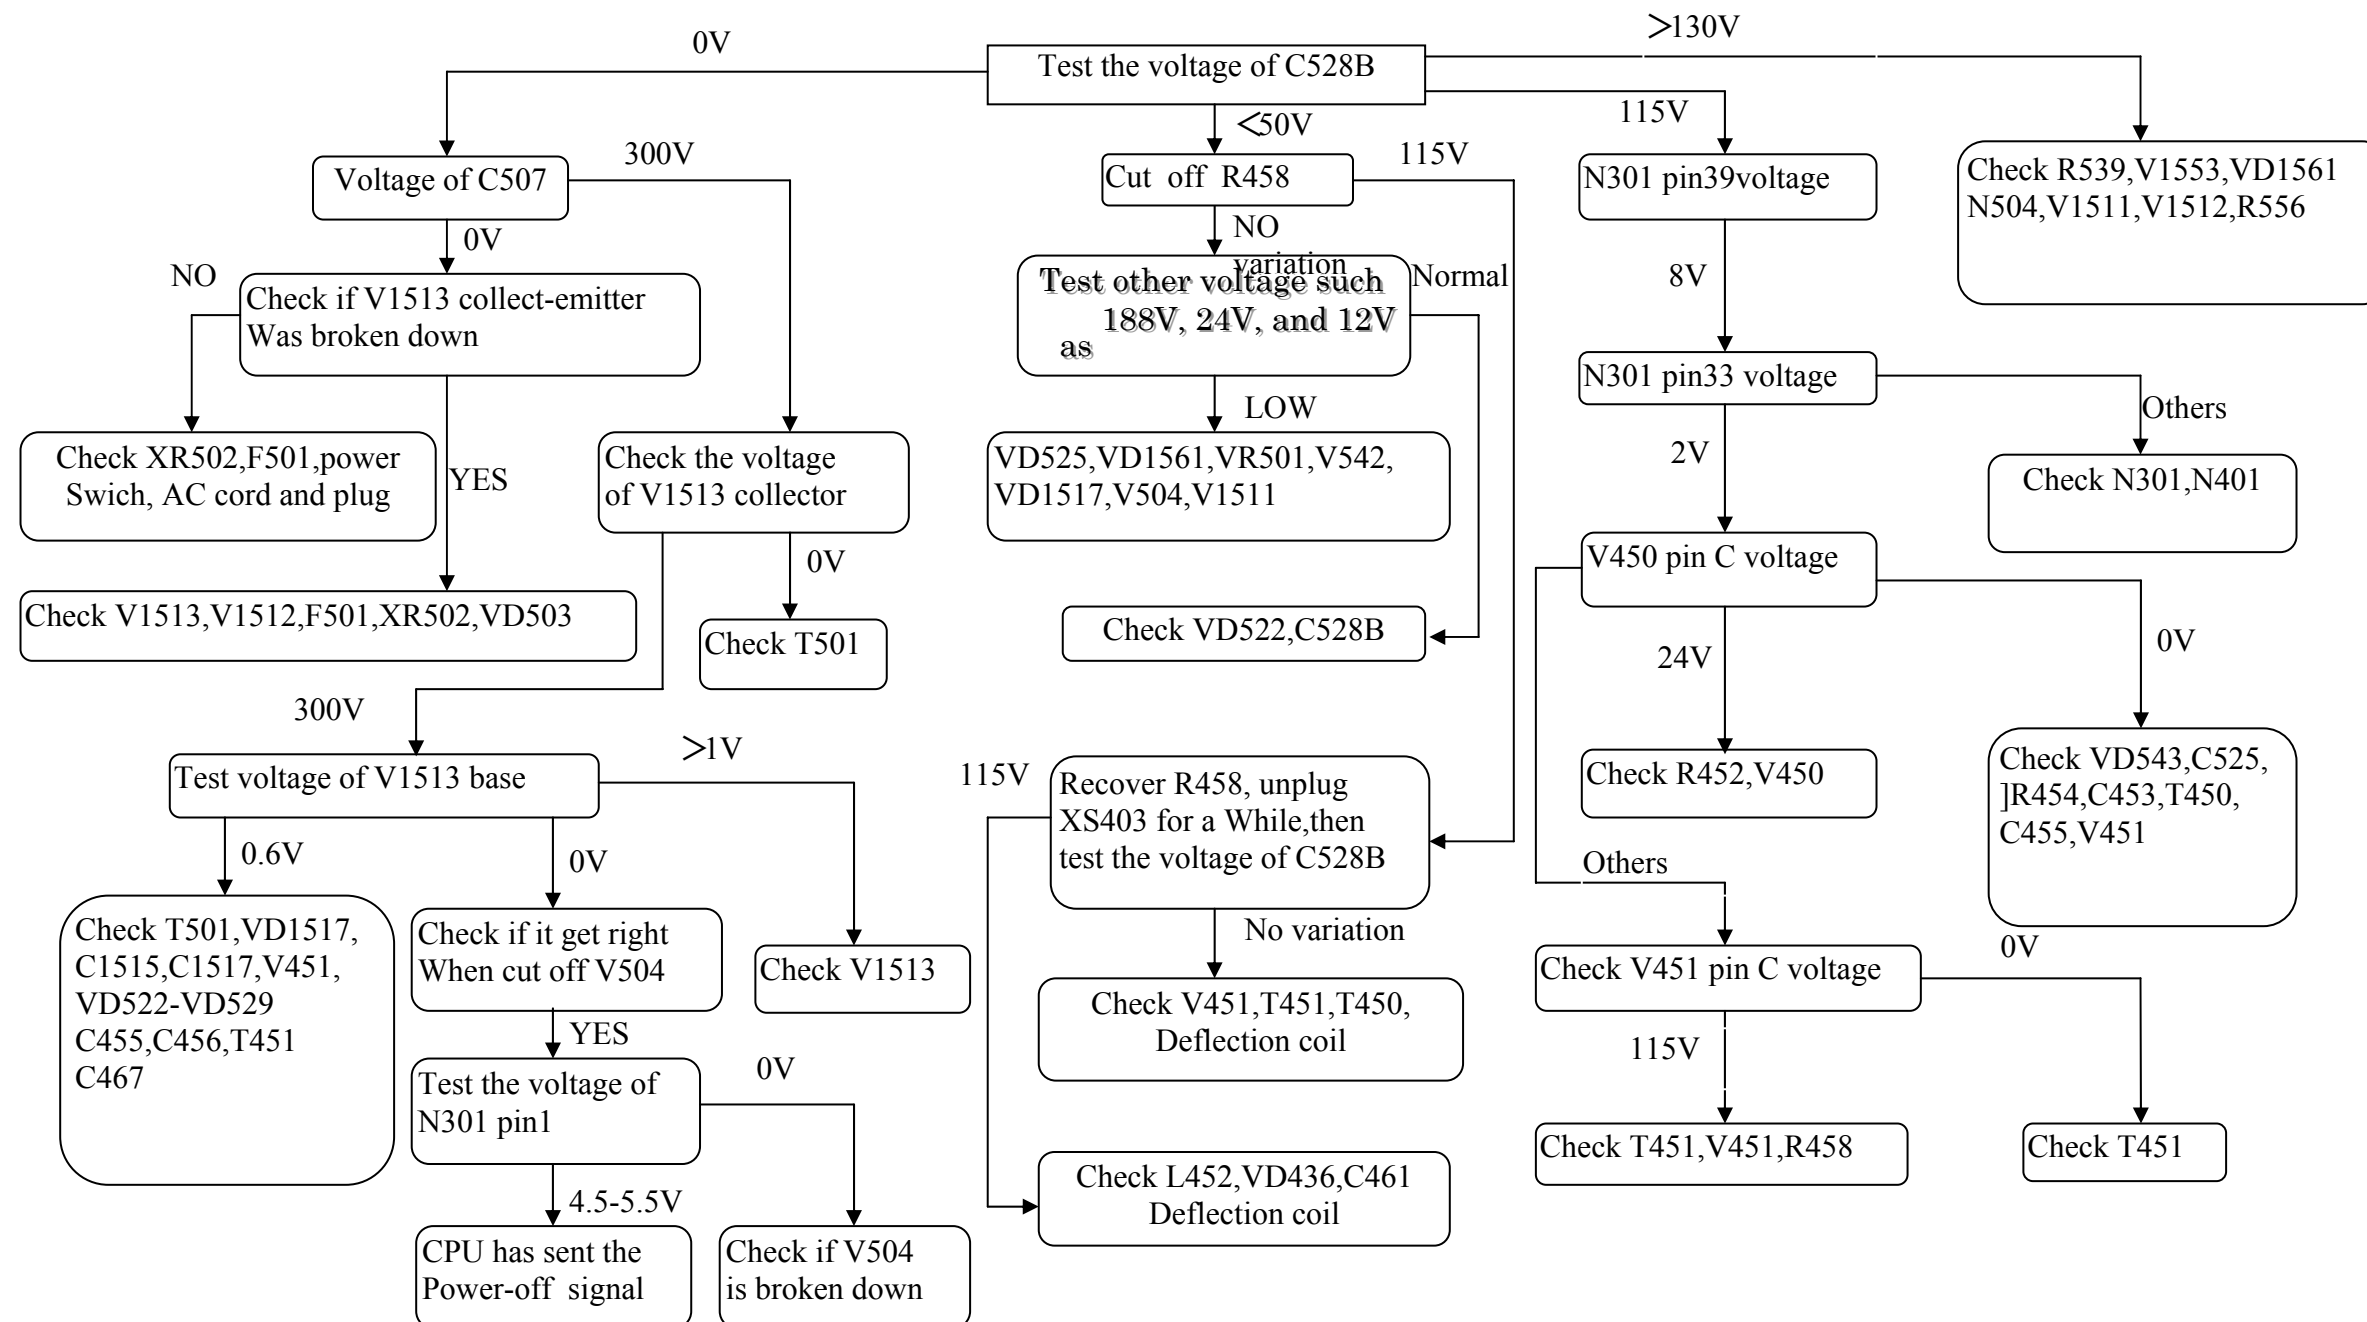 0V
>130V
Test the voltage of C528B
115V
<50V
Voltage of C507
300V
Cut off R458
115V
N301 pin39voltage
Check R539,V1553,VD1561
N504,V1511,V1512,R556
0V
NO
variation
NO
Check if V1513 collect-emitter
Was broken down
Test other voltage such
188V, 24V, and 12V
as
Normal
8V
N301 pin33 voltage
Others
LOW
Check XR502,F501,power
Swich, AC cord and plug
YES
Check the voltage
of V1513 collector
VD525,VD1561,VR501,V542,
VD1517,V504,V1511
2V
Check N301,N401
0V
V450 pin C voltage
Check V1513,V1512,F501,XR502,VD503
Check T501
Check VD522,C528B
24V
0V
300V
Test voltage of V1513 base
>1V
115V
Recover R458, unplug
XS403 for a While,then
test the voltage of C528B
Check R452,V450
Check VD543,C525,
]R454,C453,T450,
C455,V451
0.6V
0V
Others
Check T501,VD1517,
C1515,C1517,V451,
VD522-VD529
C455,C456,T451
C467
Check if it get right
When cut off V504
Check V1513
No variation
Check V451 pin C voltage
0V
YES
Check V451,T451,T450,
Deflection coil
115V
Test the voltage of
N301 pin1
0V
Check T451,V451,R458
Check T451
4.5-5.5V
Check L452,VD436,C461
Deflection coil
CPU has sent the
Power-off signal
Check if V504
is broken down